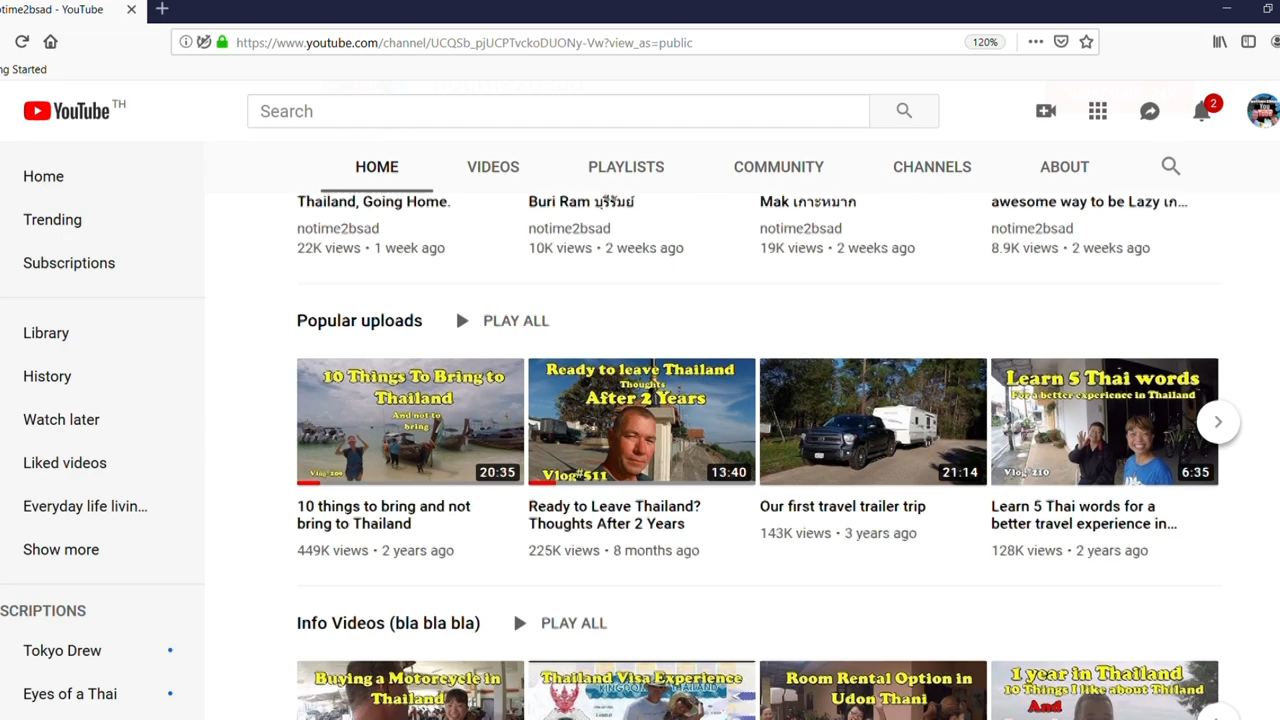 otime2bsad - YouTube
https://www.youtube.com/channel/UCQSb_pjUCPTvckoDUONy-Vw?view_as=public
120%
ng Started
YouTube TH
Search
2
HOME
VIDEOS
PLAYLISTS
COMMUNITY
CHANNELS
ABOUT
Home
Trending
Subscriptions
Library
History
Watch later
Liked videos
Everyday life livin...
Show more
SCRIPTIONS
Tokyo Drew
Eyes of a Thai
Thailand, Going Home.
notime2bsad
22K views • 1 week ago
Buri Ram บุรีรัมย์
notime2bsad
10K views • 2 weeks ago
Mak เกาะหมาก
notime2bsad
19K views • 2 weeks ago
awesome way to be Lazy เก...
notime2bsad
8.9K views • 2 weeks ago
Popular uploads
PLAY ALL
10 Things To Bring to
Thailand
And not to
bring
Vlog#209
20:35
10 things to bring and not
bring to Thailand
449K views • 2 years ago
Ready to leave Thailand
Thoughts
After 2 Years
Vlog#511
13:40
Ready to Leave Thailand?
Thoughts After 2 Years
225K views • 8 months ago
21:14
Our first travel trailer trip
143K views • 3 years ago
Learn 5 Thai words
For a better experience in Thailand
Vlog 210
6:35
Learn 5 Thai words for a
better travel experience in...
128K views • 2 years ago
Info Videos (bla bla bla)
PLAY ALL
Buying a Motorcycle in
Thailand
Thailand Visa Experience
Room Rental Option in
Udon Thani
1 year in Thailand
10 Things I like about Thiland
And